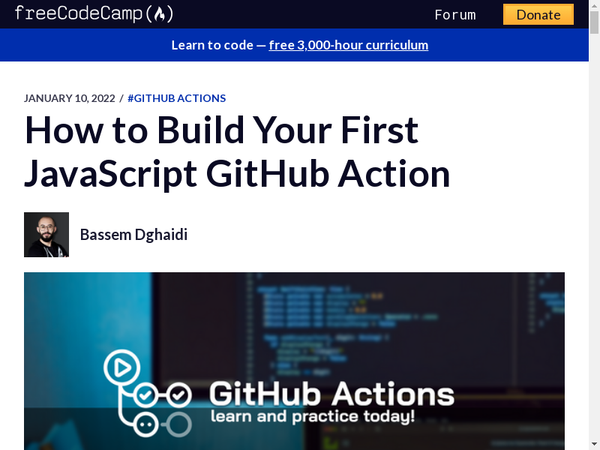 freeCodeCamp
Forum
Donate
Learn to code — free 3,000-hour curriculum
JANUARY 10, 2022 / #GITHUB ACTIONS
How to Build Your First
JavaScript GitHub Action
Bassem Dghaidi
GitHub Actions
learn and practice today!